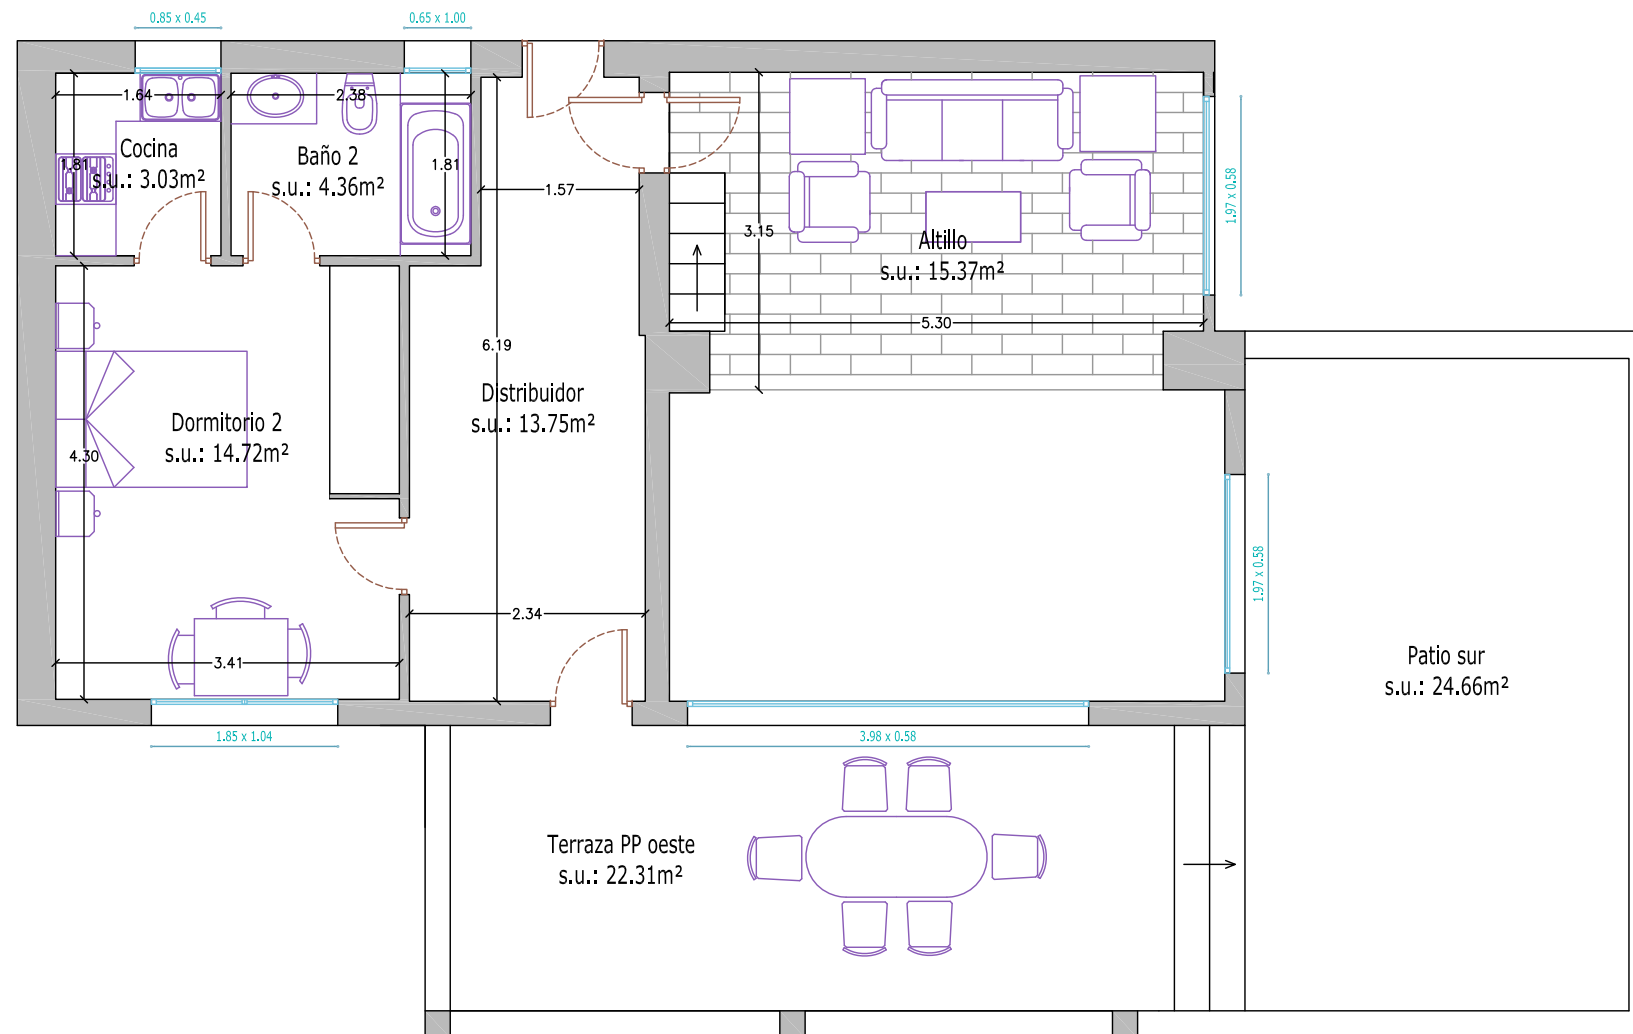 0.85 x 0.45
0.65 x 1.00
1.64
2.38
Cocina
s.u.: 3.03m²
1.81
Baño 2
s.u.: 4.36m²
1.81
1.57
1.97 x 0.58
3.15
Altillo
s.u.: 15.37m²
5.30
6.19
Distribuidor
s.u.: 13.75m²
Dormitorio 2
s.u.: 14.72m²
4.30
1.97 x 0.58
2.34
3.41
Patio sur
s.u.: 24.66m²
1.85 x 1.04
3.98 x 0.58
Terraza PP oeste
s.u.: 22.31m²